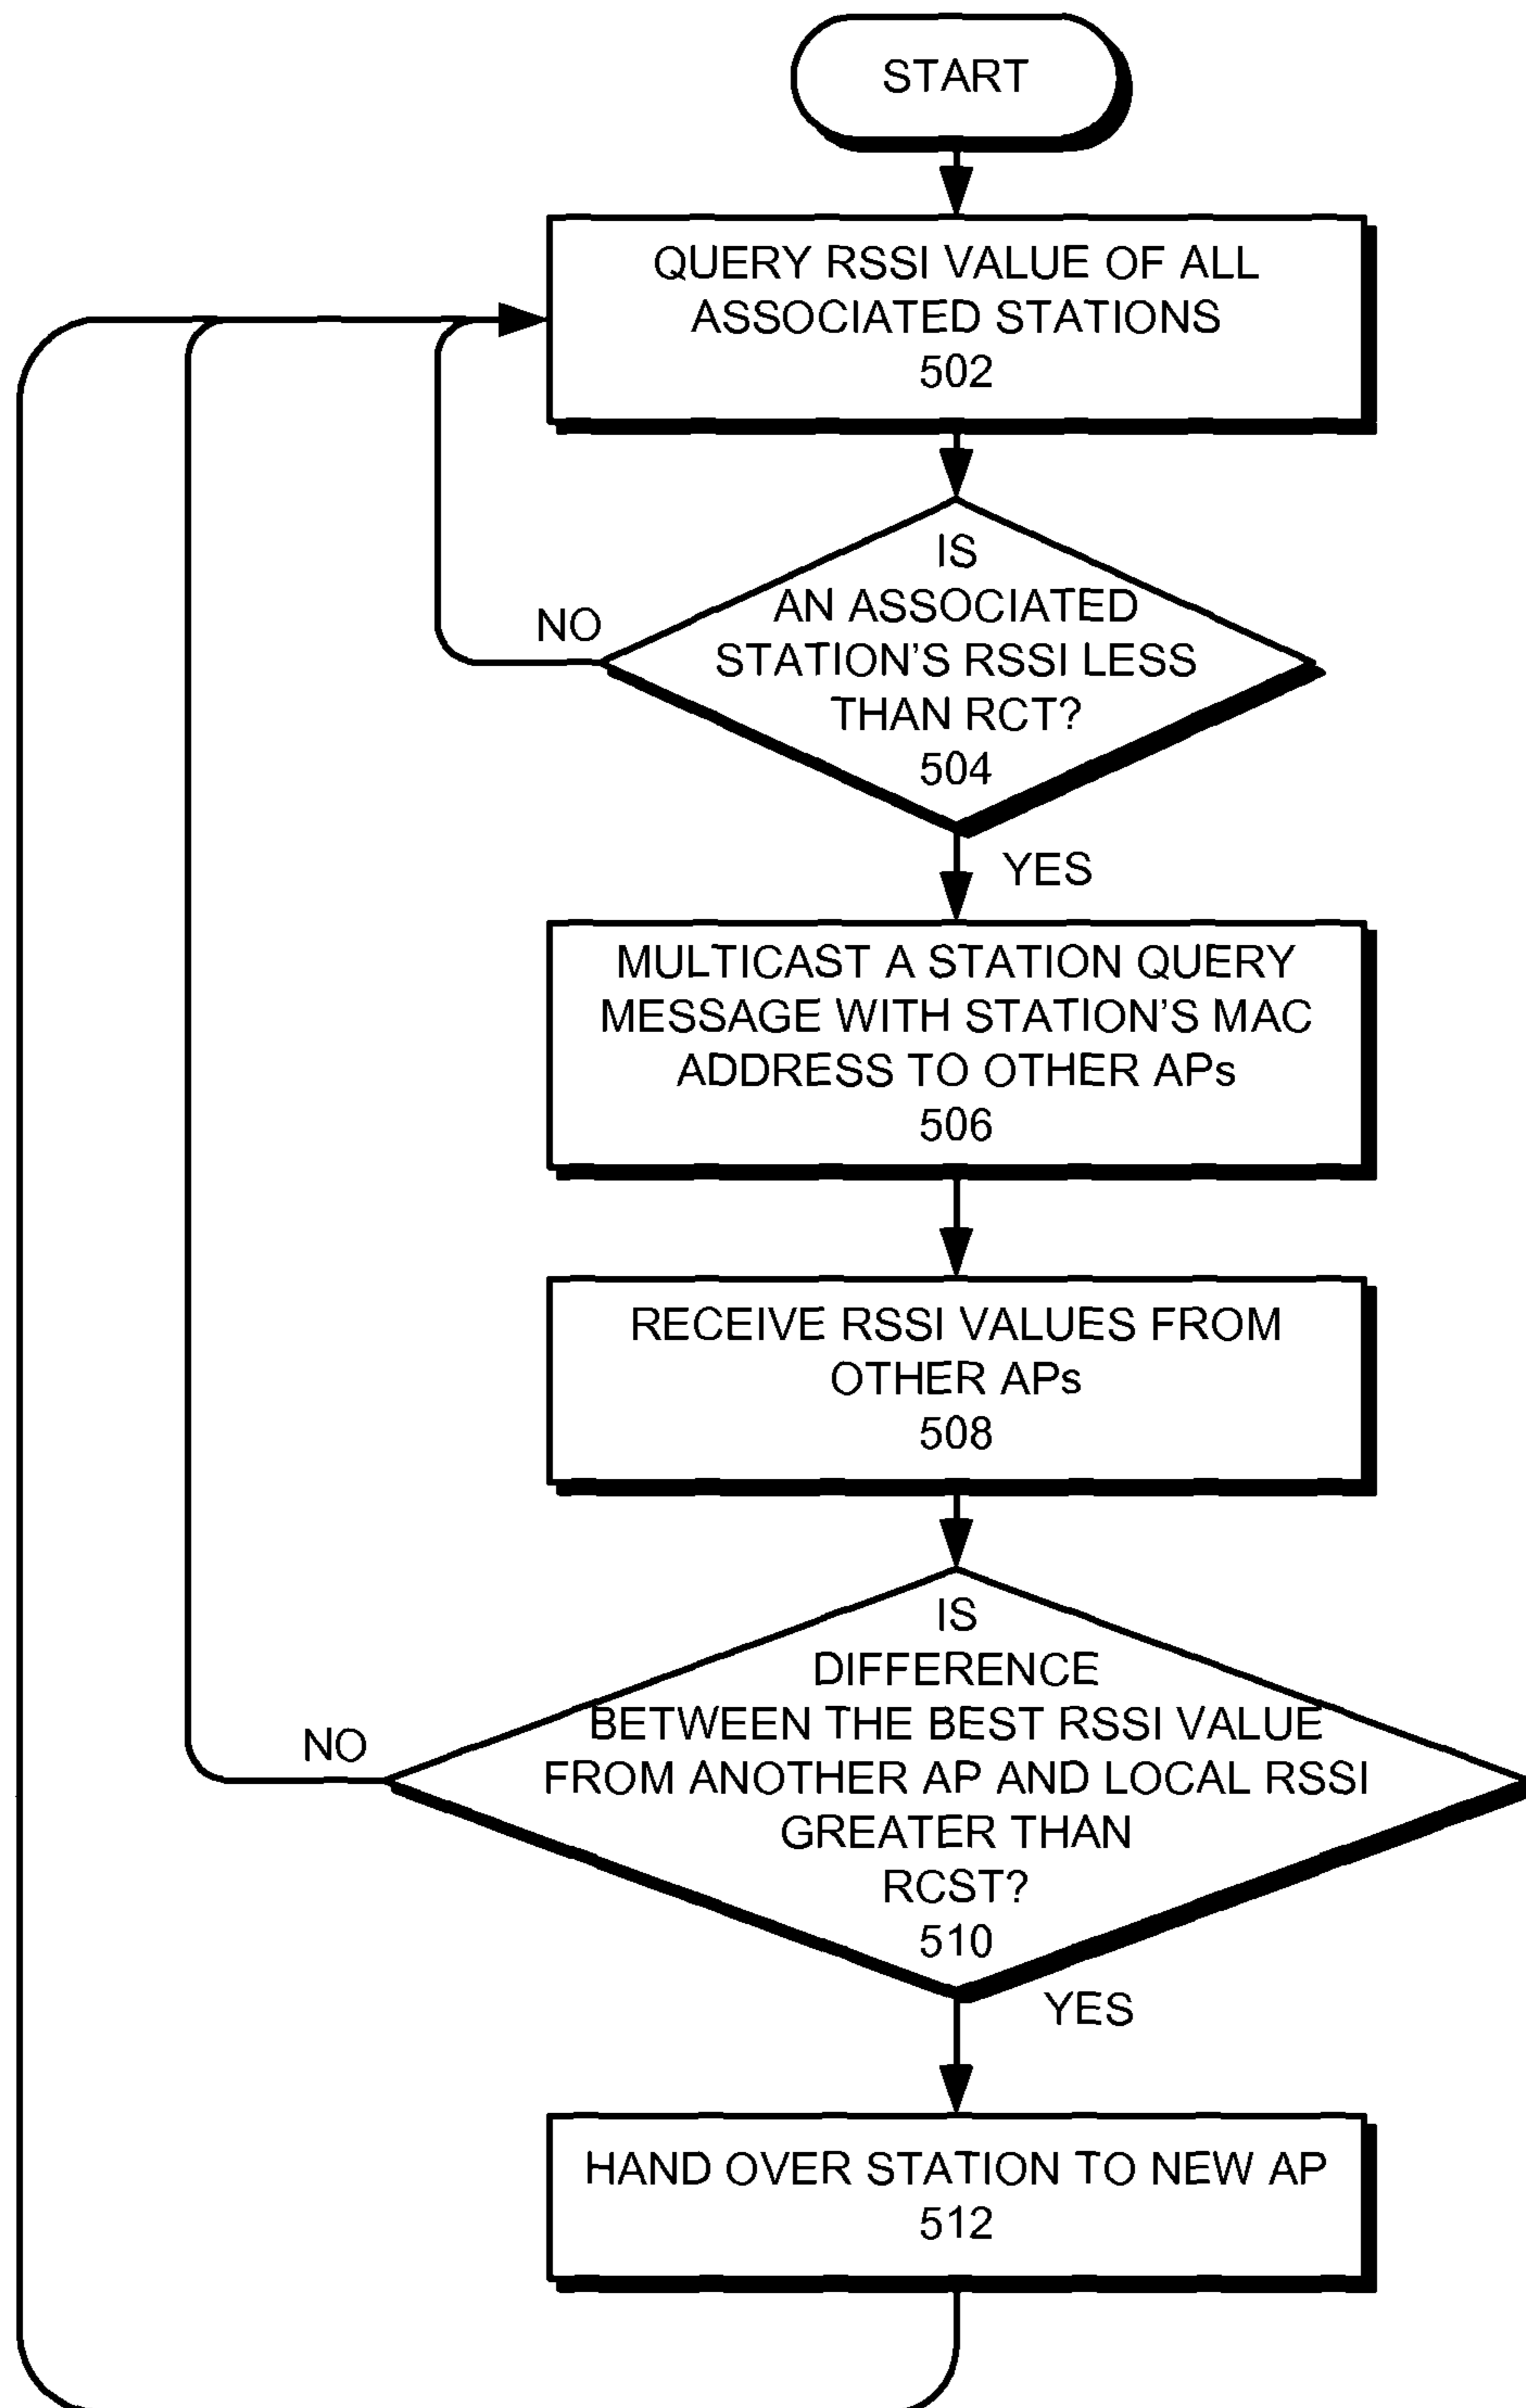 START
QUERY RSSI VALUE OF ALL
ASSOCIATED STATIONS
502
IS
AN ASSOCIATED
STATION'S RSSI LESS
THAN RCT?
504
NO
YES
MULTICAST A STATION QUERY
MESSAGE WITH STATION'S MAC
ADDRESS TO OTHER APs
506
RECEIVE RSSI VALUES FROM
OTHER APs
508
IS
DIFFERENCE
BETWEEN THE BEST RSSI VALUE
FROM ANOTHER AP AND LOCAL RSSI
GREATER THAN
RCST?
510
NO
YES
HAND OVER STATION TO NEW AP
512